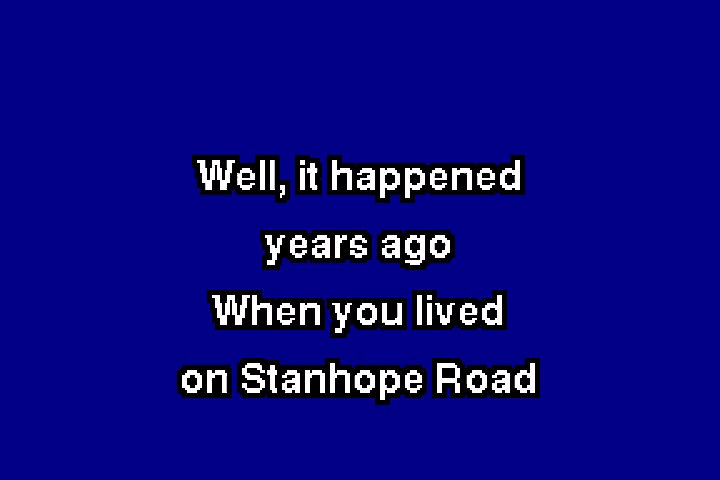 Well, it happened
years ago
When you lived
on Stanhope Road